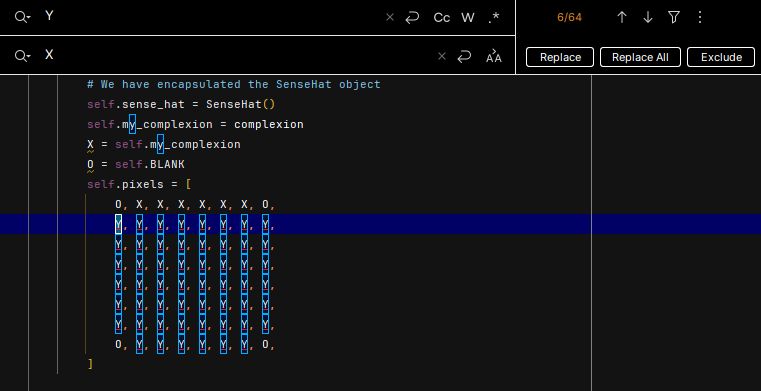 Y × Cc W .* 6/64
X × Replace Replace All Exclude
# We have encapsulated the SenseHat object
self.sense_hat = SenseHat()
self.my_complexion = complexion
X = self.my_complexion
O = self.BLANK
self.pixels = [
O, X, X, X, X, X, X, O,
Y, Y, Y, Y, Y, Y, Y, Y,
Y, Y, Y, Y, Y, Y, Y, Y,
Y, Y, Y, Y, Y, Y, Y, Y,
Y, Y, Y, Y, Y, Y, Y, Y,
Y, Y, Y, Y, Y, Y, Y, Y,
Y, Y, Y, Y, Y, Y, Y, Y,
O, Y, Y, Y, Y, Y, Y, O,
]